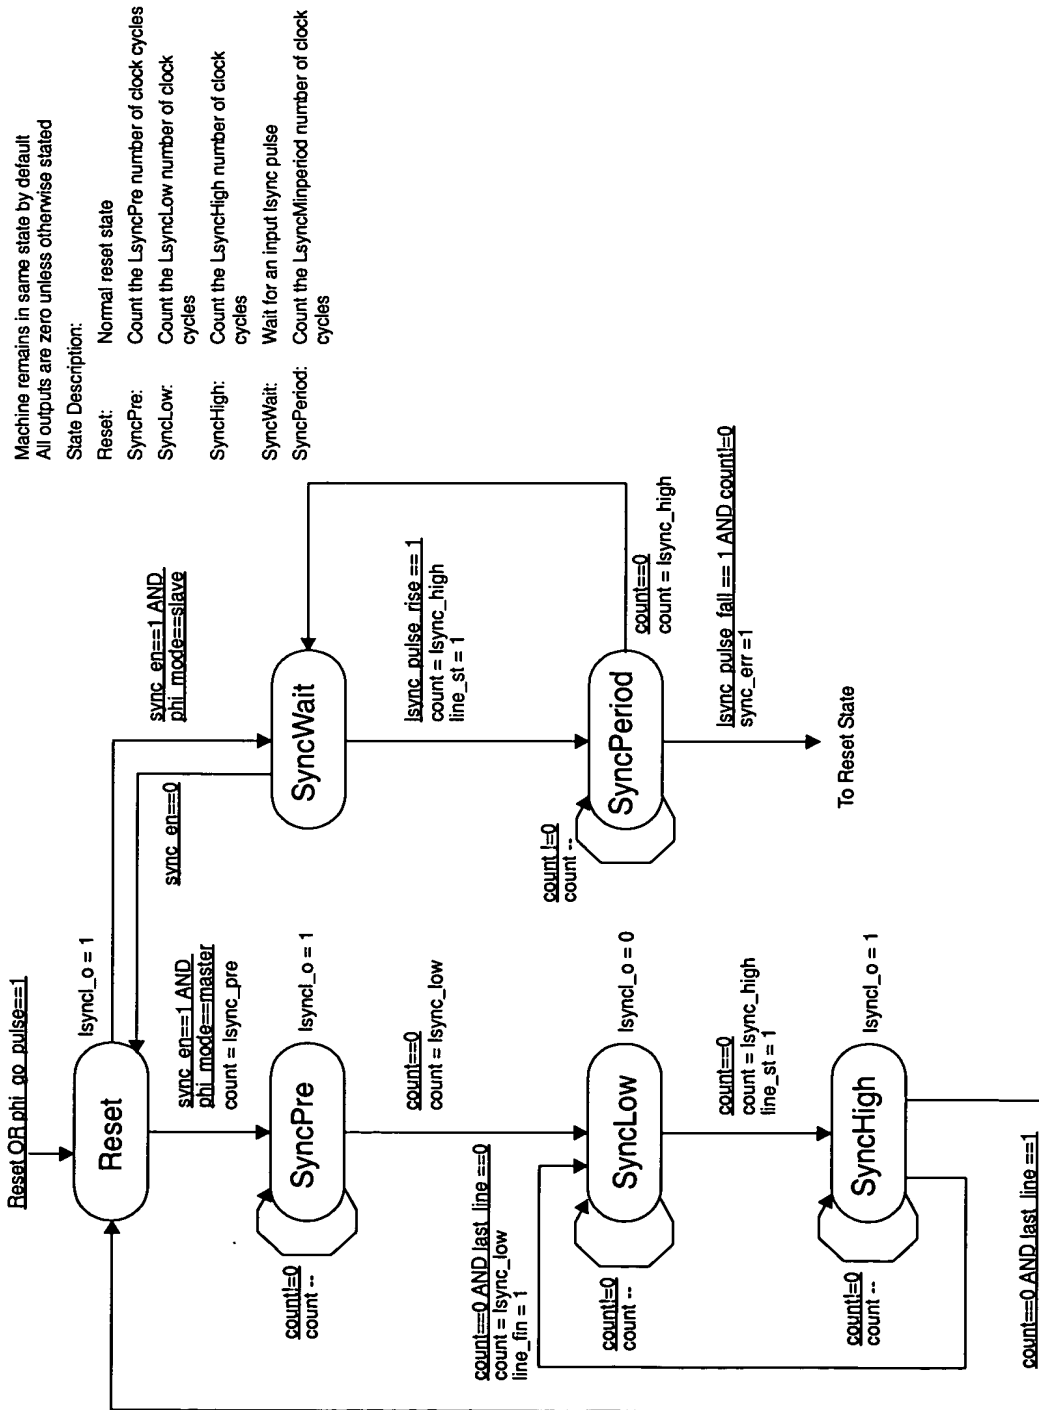 Machine remains in same state by default
All outputs are zero unless otherwise stated
State Description:
Reset: Normal reset state
SyncPre: Count the LsyncPre number of clock cycles
SyncLow: Count the LsyncLow number of clock
cycles
SyncHigh: Count the LsyncHigh number of clock
cycles
SyncWait: Wait for an input lsync pulse
SyncPeriod: Count the LsyncMinperiod number of clock
cycles
Reset OR phi_go_pulse==1
Reset
lsyncl_o = 1
sync_en==1 AND
phi_mode==slave
sync_en==0
sync_en==1 AND
phi_mode==master
count = lsync_pre
SyncPre
lsyncl_o = 1
count!=0
count --
count==0
count = lsync_low
SyncWait
lsync_pulse_rise == 1
count = lsync_high
line_st = 1
SyncPeriod
count !=0
count --
count==0
count = lsync_high
lsync_pulse_fall == 1 AND count!=0
sync_err =1
To Reset State
count==0 AND last_line ==0
count = lsync_low
line_fin = 1
SyncLow
lsyncl_o = 0
count!=0
count --
count==0
count = lsync_high
line_st = 1
SyncHigh
lsyncl_o = 1
count!=0
count --
count==0 AND last_line ==1